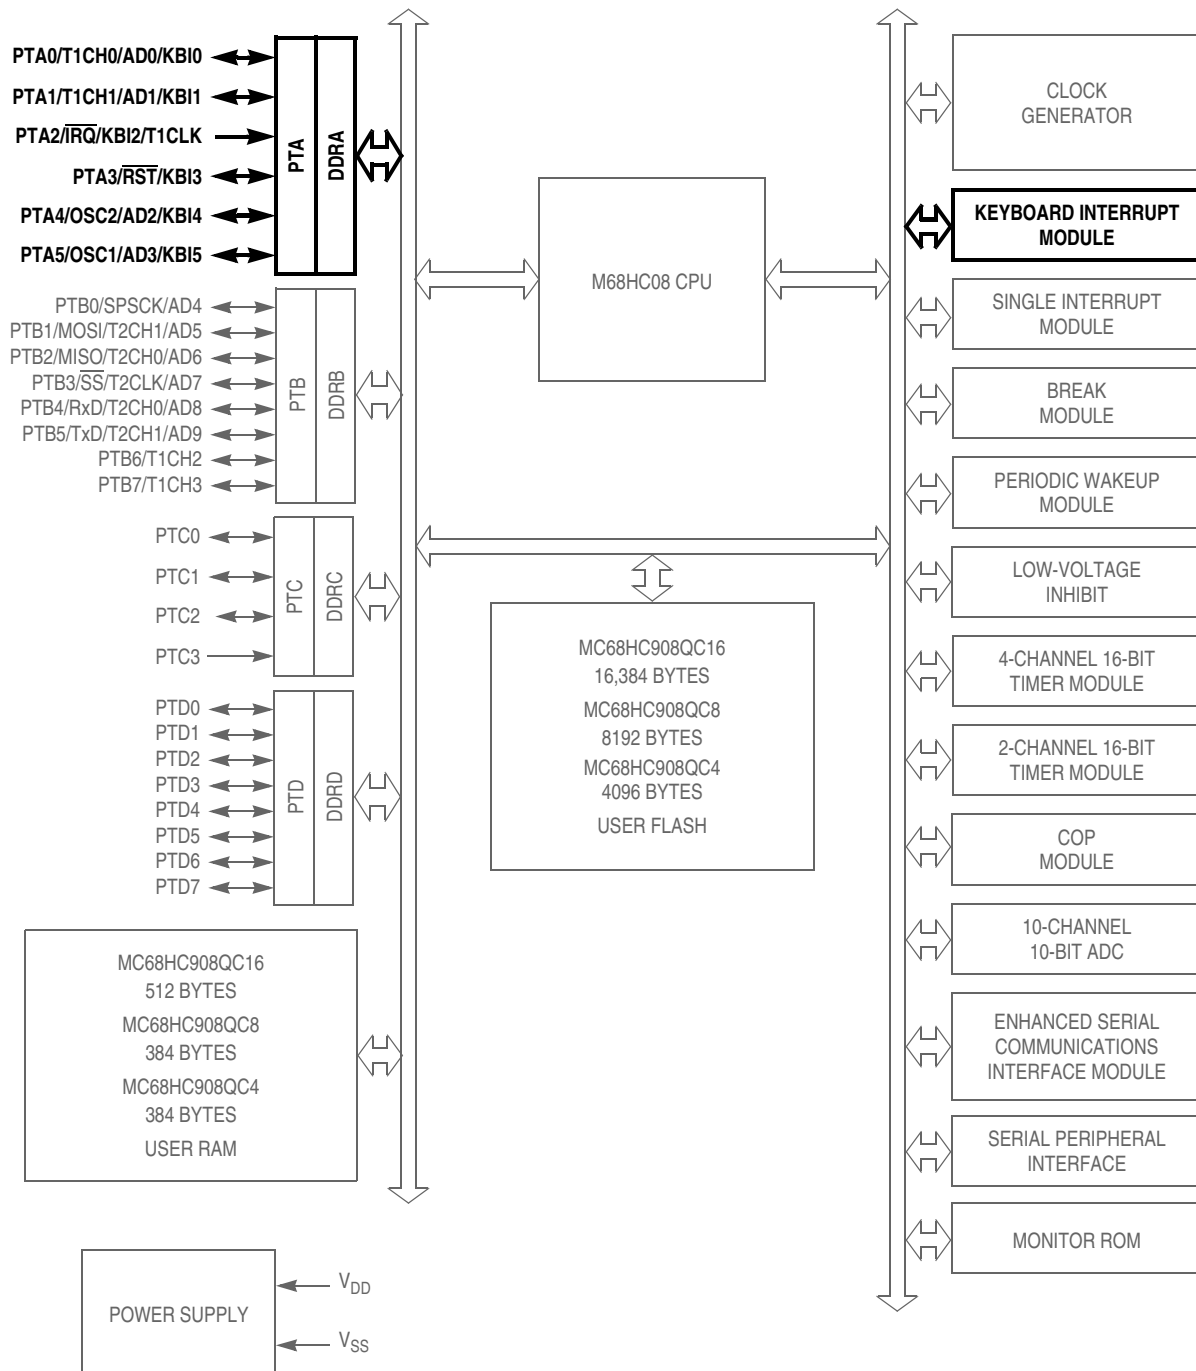 PTA0/T1CH0/AD0/KBI0
PTA1/T1CH1/AD1/KBI1
PTA2/IRQ/KBI2/T1CLK
PTA3/RST/KBI3
PTA4/OSC2/AD2/KBI4
PTA5/OSC1/AD3/KBI5
PTA
DDRA
PTB0/SPSCK/AD4
PTB1/MOSI/T2CH1/AD5
PTB2/MISO/T2CH0/AD6
PTB3/SS/T2CLK/AD7
PTB4/RxD/T2CH0/AD8
PTB5/TxD/T2CH1/AD9
PTB6/T1CH2
PTB7/T1CH3
PTB
DDRB
PTC0
PTC1
PTC2
PTC3
PTC
DDRC
PTD0
PTD1
PTD2
PTD3
PTD4
PTD5
PTD6
PTD7
PTD
DDRD
MC68HC908QC16
512 BYTES
MC68HC908QC8
384 BYTES
MC68HC908QC4
384 BYTES
USER RAM
POWER SUPPLY
VDD
VSS
M68HC08 CPU
MC68HC908QC16
16,384 BYTES
MC68HC908QC8
8192 BYTES
MC68HC908QC4
4096 BYTES
USER FLASH
CLOCK
GENERATOR
KEYBOARD INTERRUPT
MODULE
SINGLE INTERRUPT
MODULE
BREAK
MODULE
PERIODIC WAKEUP
MODULE
LOW-VOLTAGE
INHIBIT
4-CHANNEL 16-BIT
TIMER MODULE
2-CHANNEL 16-BIT
TIMER MODULE
COP
MODULE
10-CHANNEL
10-BIT ADC
ENHANCED SERIAL
COMMUNICATIONS
INTERFACE MODULE
SERIAL PERIPHERAL
INTERFACE
MONITOR ROM